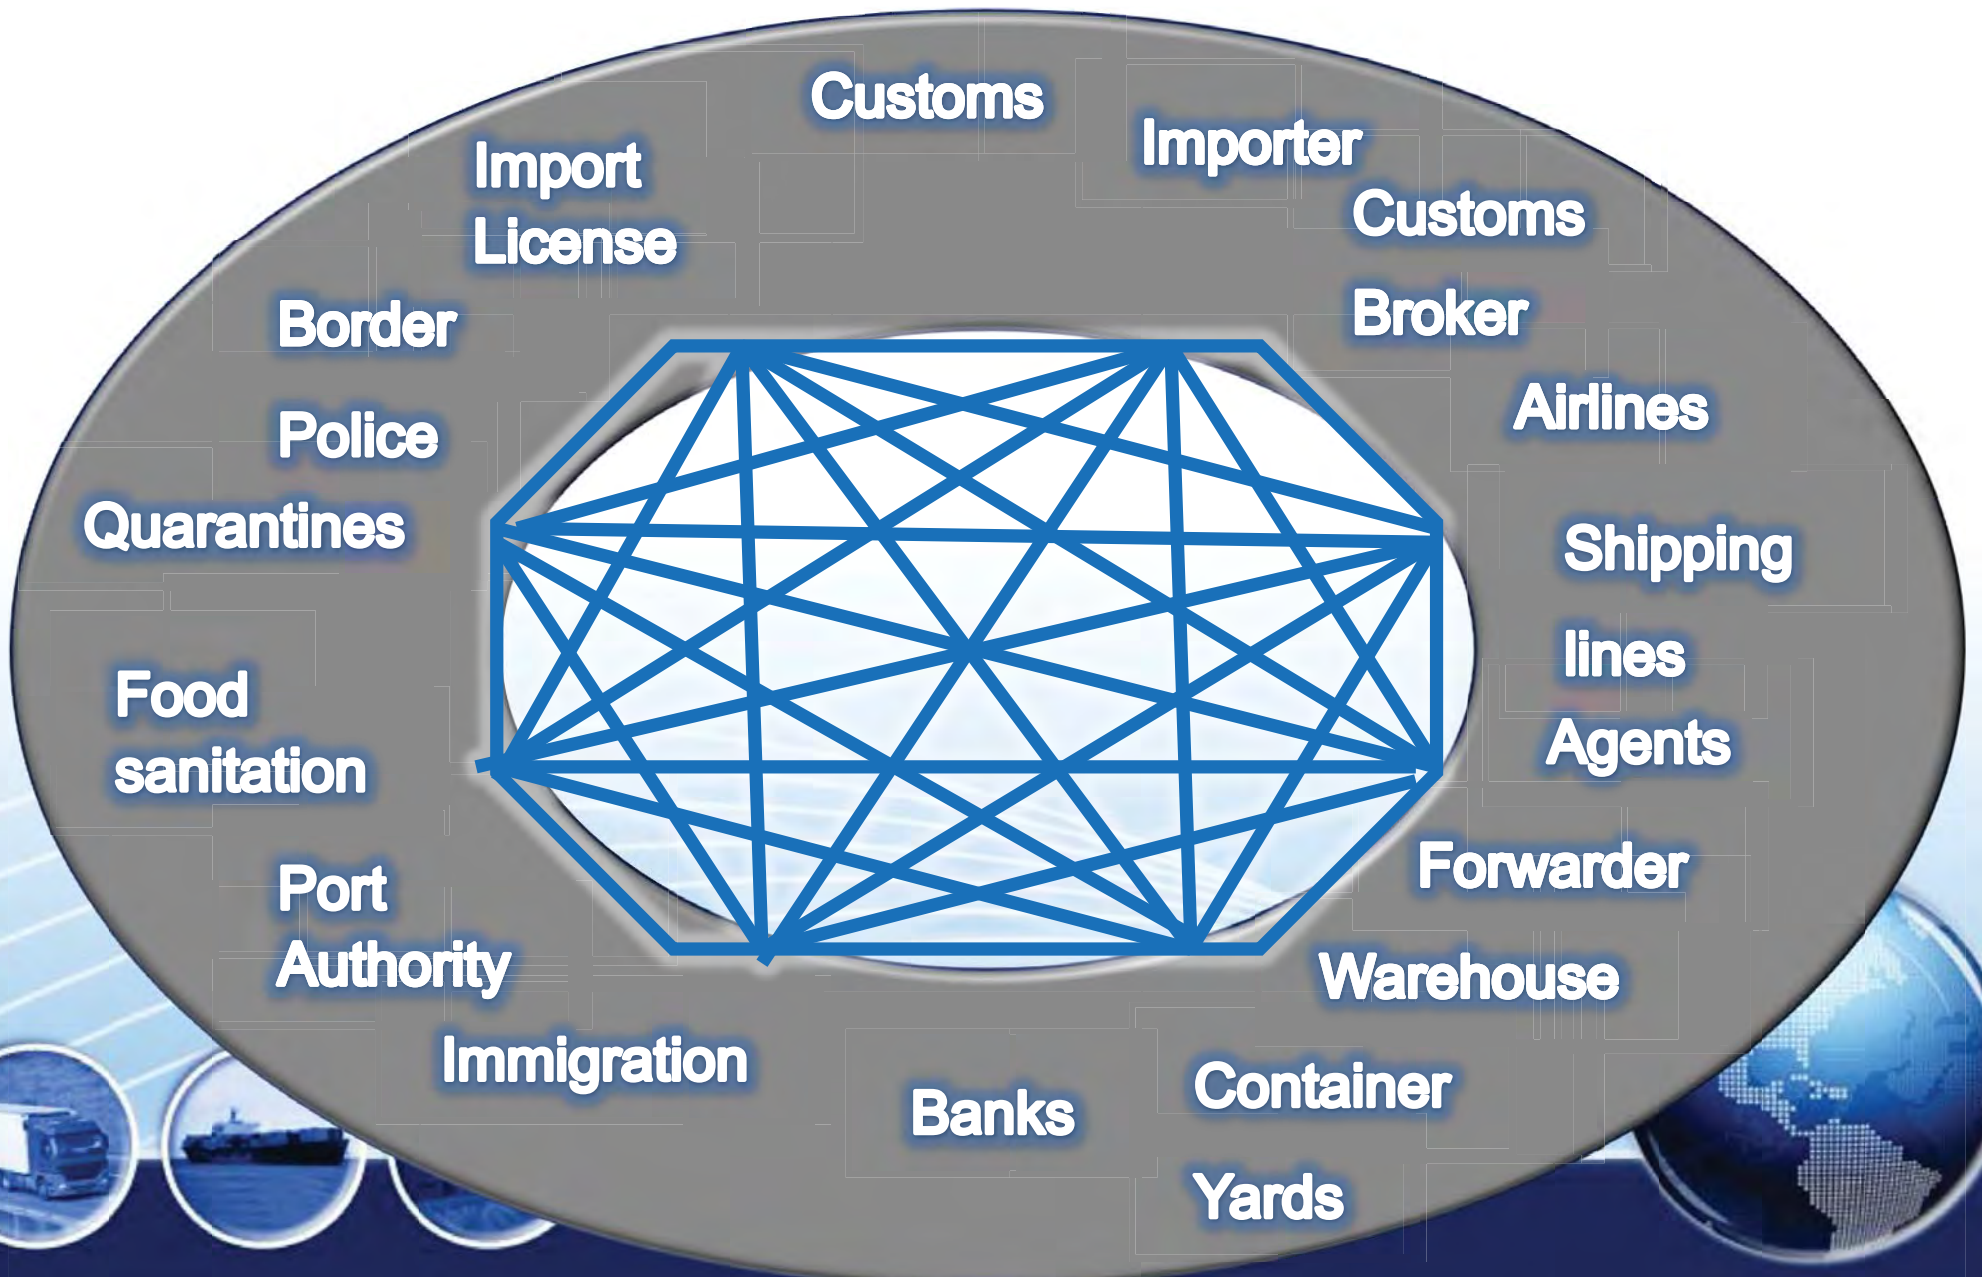 Customs
Importer
Customs
Broker
Airlines
Shipping
lines
Agents
Forwarder
Warehouse
Container
Yards
Banks
Immigration
Port
Authority
Food
sanitation
Quarantines
Border
Police
Import
License